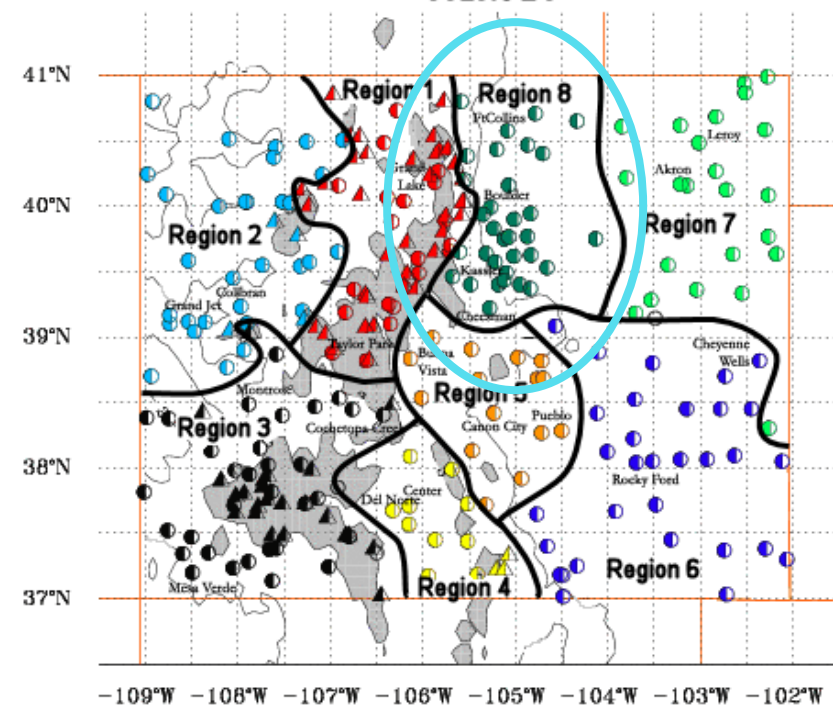 41°N
Region 1
Region 8
FtCollins
Leroy
Grand
Lake
Akron
Boulder
40°N
Region 7
Region 2
Kassler
Collbran
Grand Jct
Cheesman
39°N
Taylor Park
Buena
Vista
Cheyenne
Wells
Montrose
Region 5
Pueblo
Region 3
Cochetopa Creek
Canon City
38°N
Rocky Ford
Del Norte
Center
Mesa Verde
Region 4
Region 6
37°N
-109°W -108°W -107°W -106°W -105°W -104°W -103°W -102°W